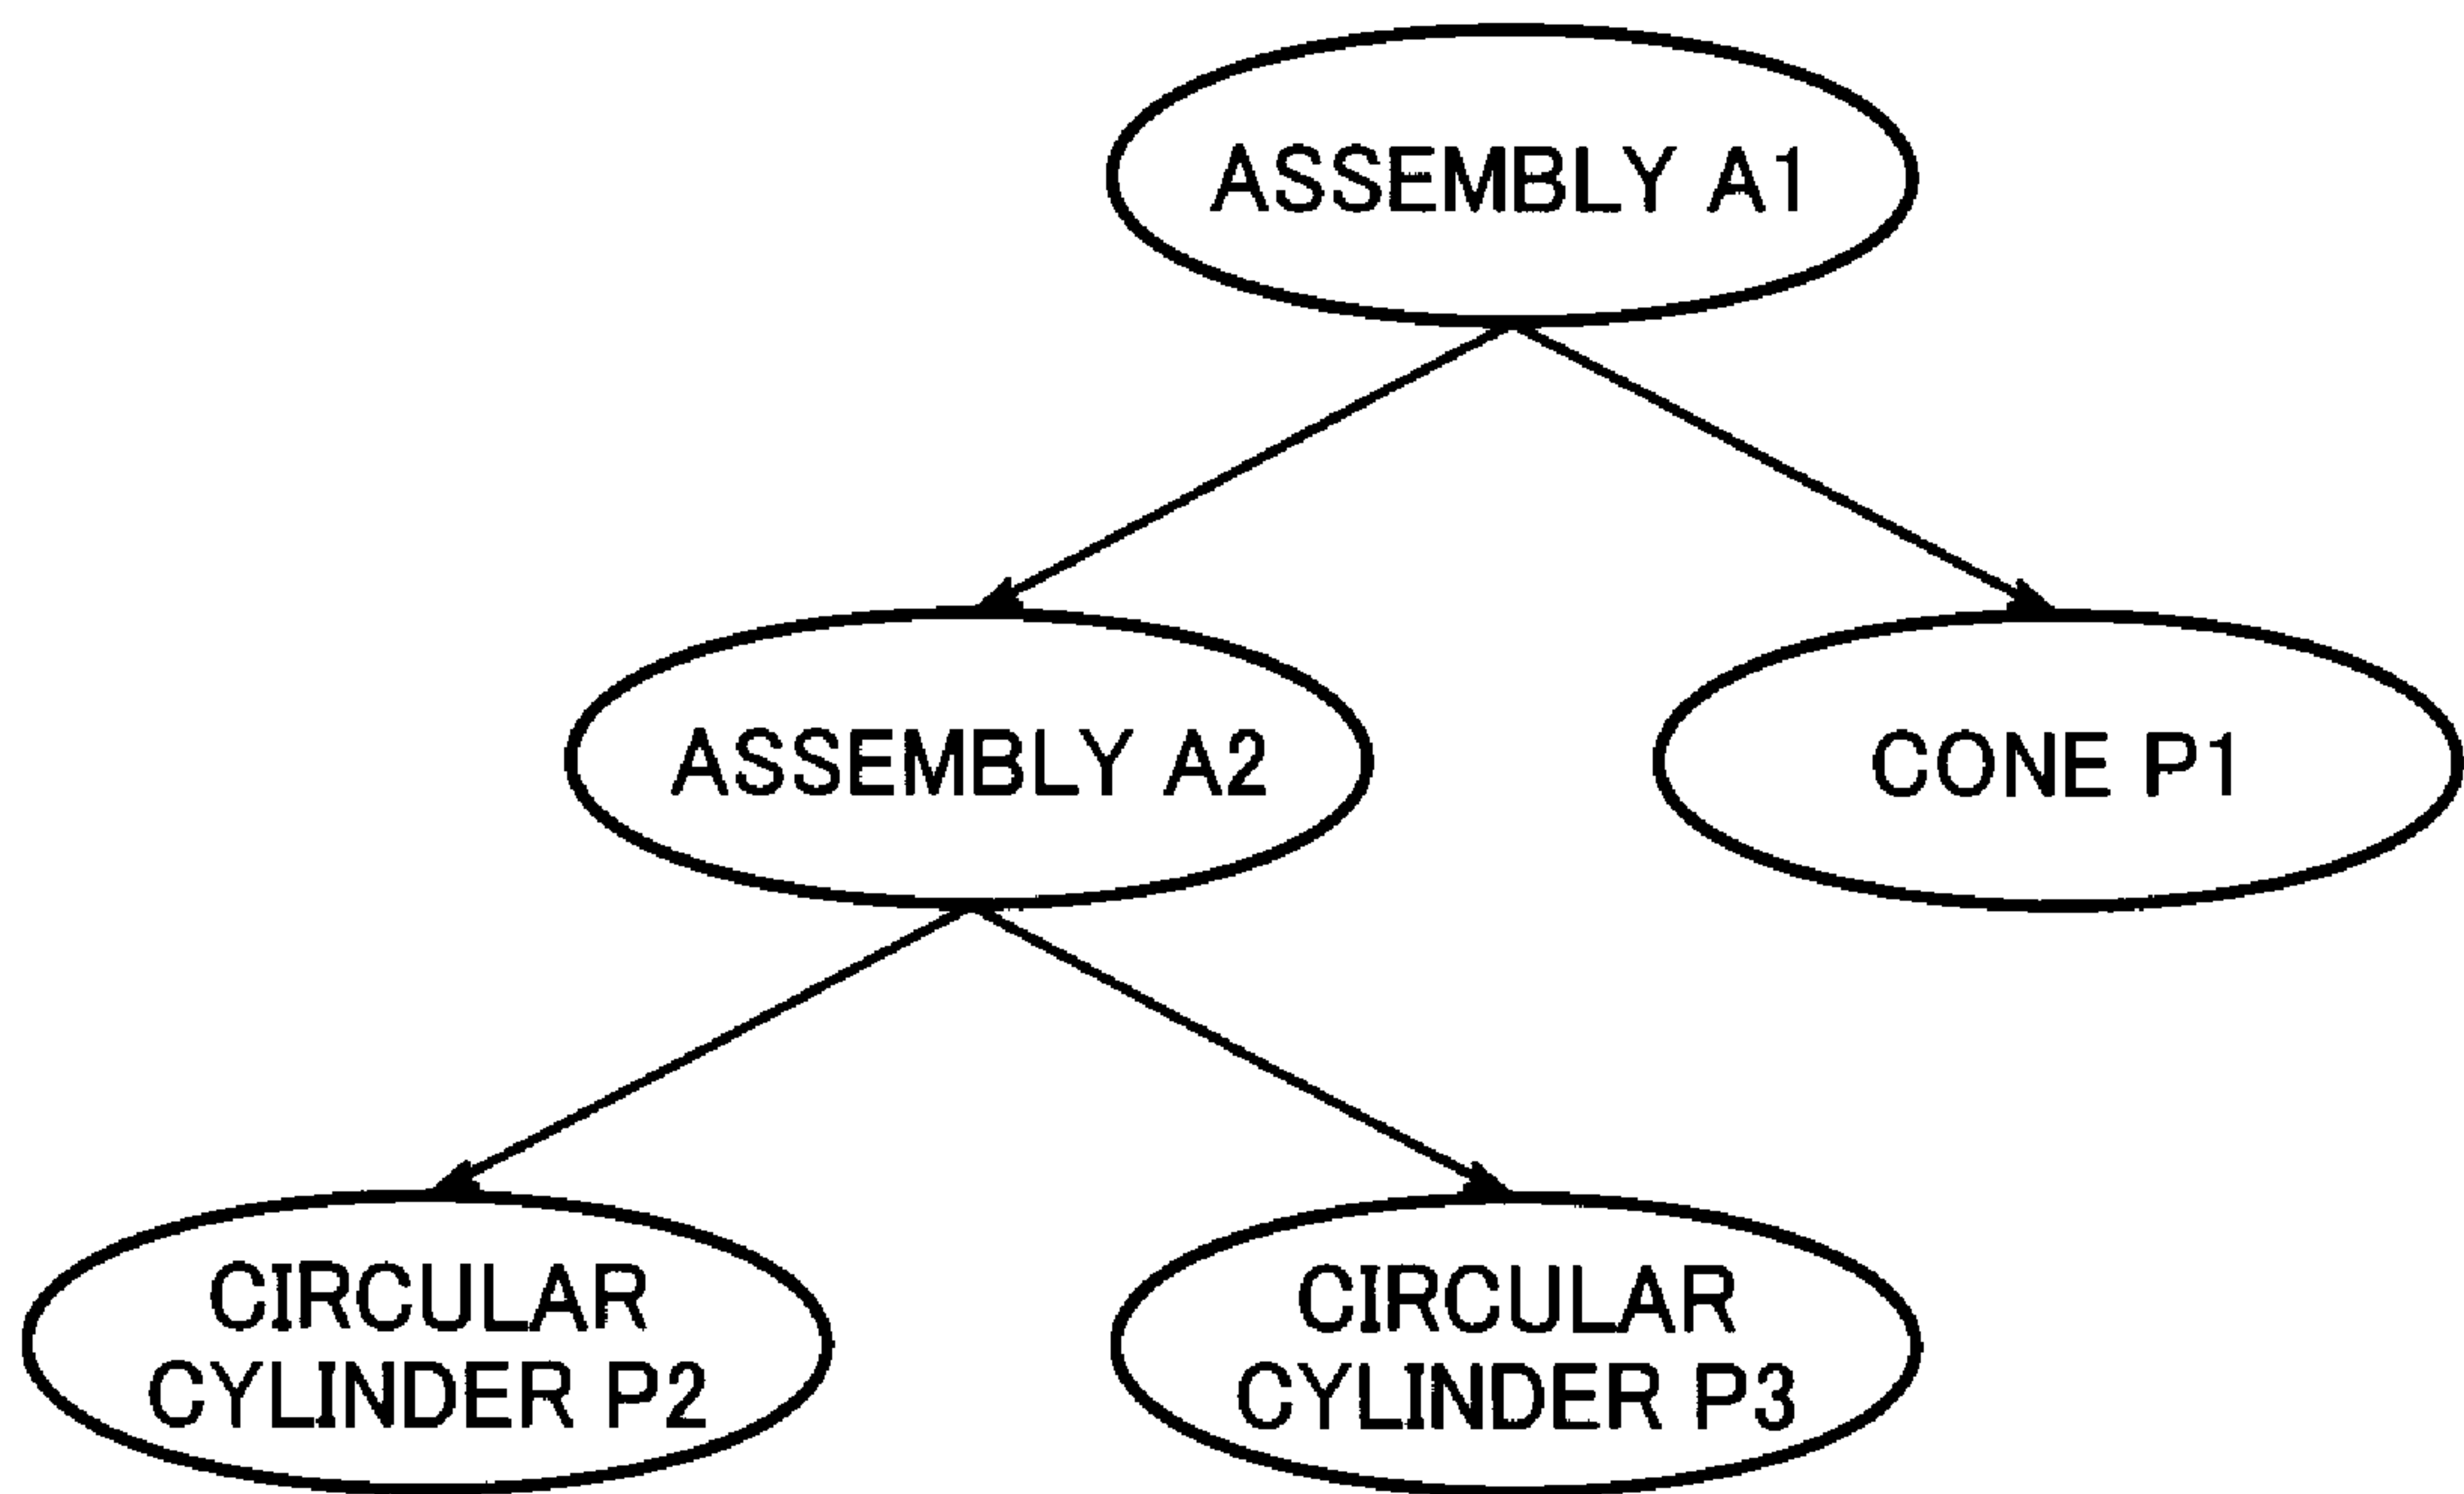 ASSEMBLY A1
ASSEMBLY A2
CONE P1
CIRCULAR
CYLINDER P2
CIRCULAR
CYLINDER P3